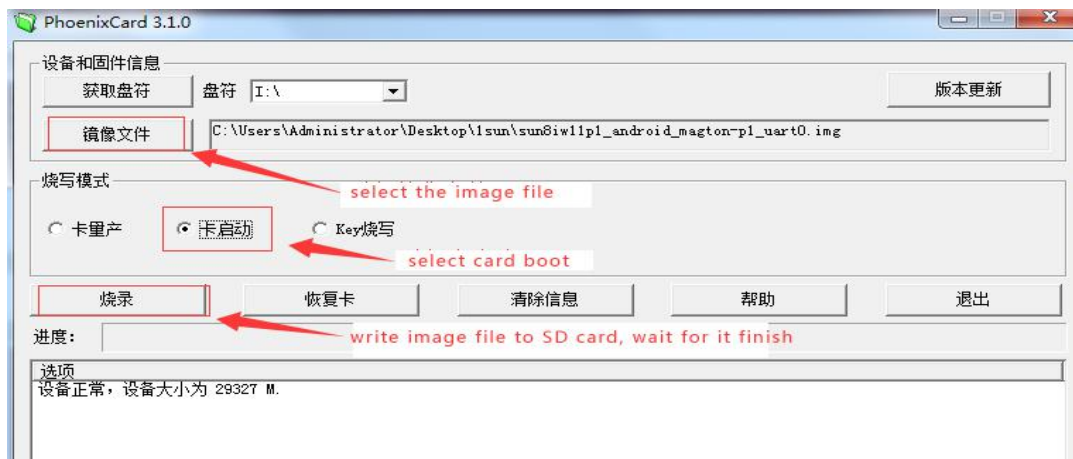 PhoenixCard 3.1.0
设备和固件信息
获取盘符 盘符 I:\ 版本更新
镜像文件 C:\Users\Administrator\Desktop\1sun\sun8iw11p1_android_magton-p1_uart0.img
烧写模式
select the image file
卡量产 卡启动 Key烧写
select card boot
烧录 恢复卡 清除信息 帮助 退出
进度: write image file to SD card, wait for it finish
选项
设备正常，设备大小为 29327 M.